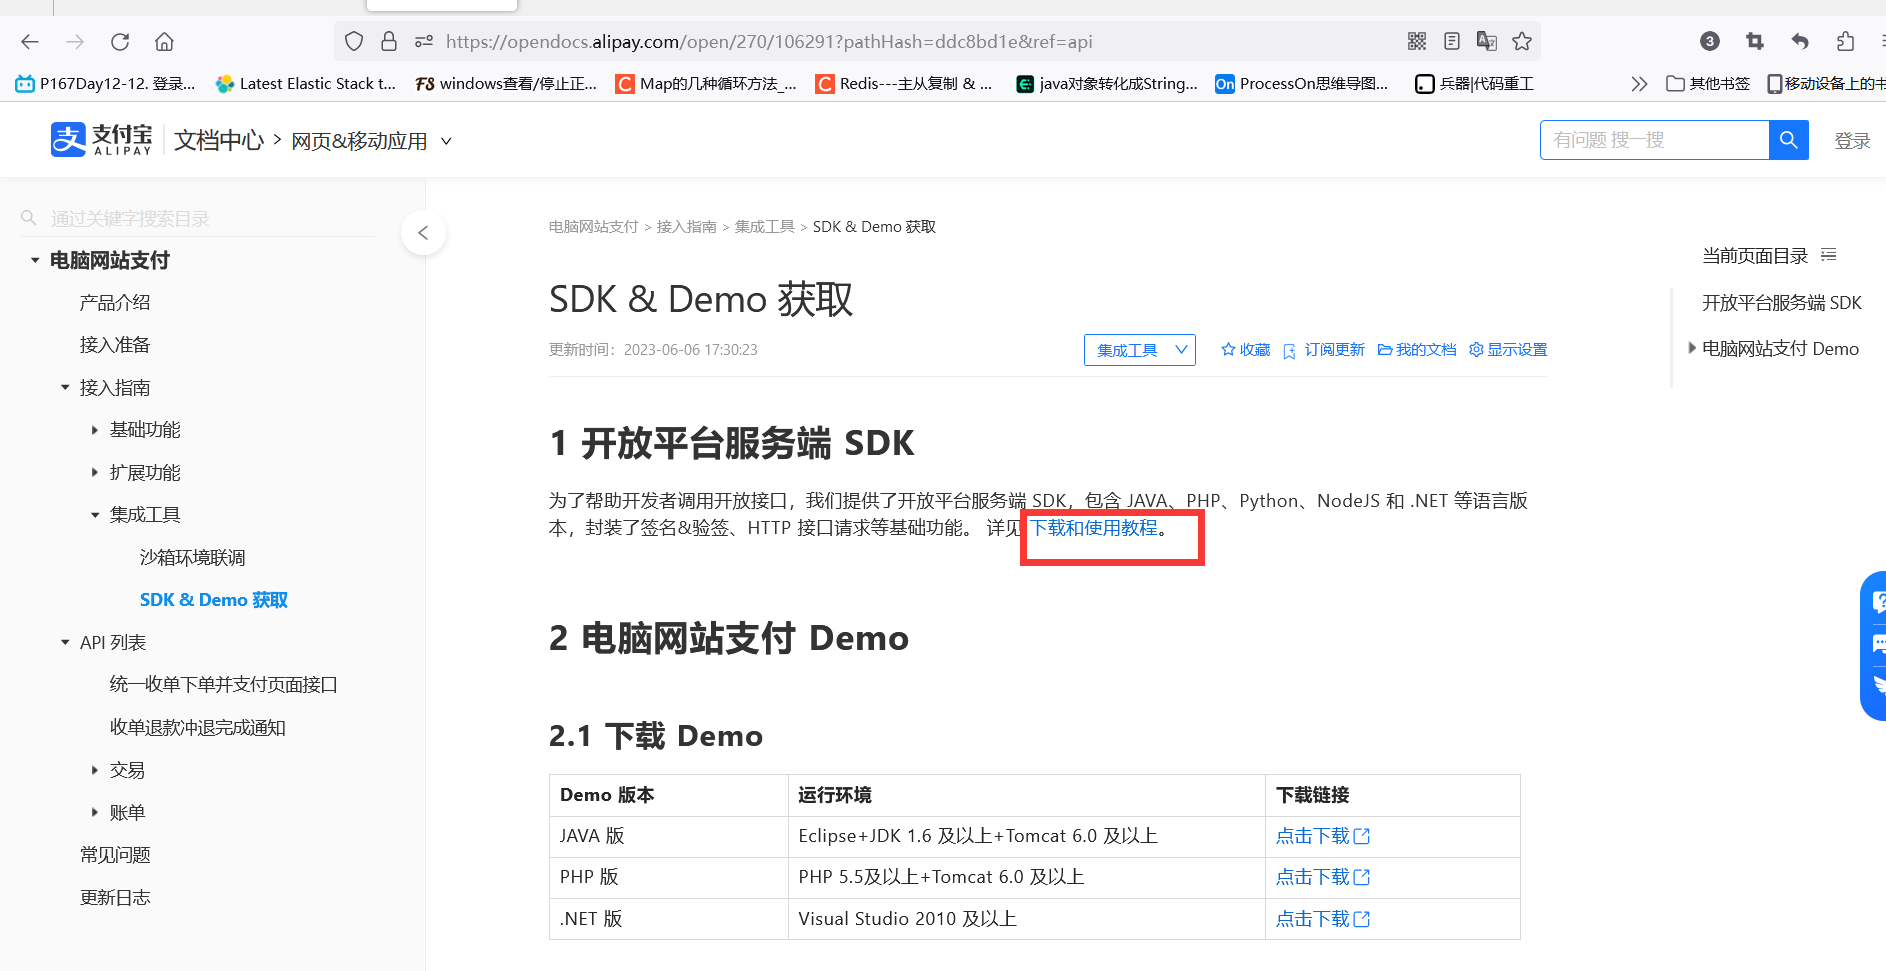 https://opendocs.alipay.com/open/270/106291?pathHash=ddc8bd1e&ref=api
3
P167Day12-12. 登录...
Latest Elastic Stack t...
FS windows查看/停止正...
C Map的几种循环方法_...
C Redis---主从复制 & ...
java对象转化成String...
On ProcessOn思维导图...
兵器|代码重工
其他书签
移动设备上的书
支付宝
ALIPAY
文档中心 > 网页&移动应用
有问题 搜一搜
登录
通过关键字搜索目录
电脑网站支付
产品介绍
接入准备
接入指南
基础功能
扩展功能
集成工具
沙箱环境联调
SDK & Demo 获取
API 列表
统一收单下单并支付页面接口
收单退款冲退完成通知
交易
账单
常见问题
更新日志
电脑网站支付 > 接入指南 > 集成工具 > SDK & Demo 获取
SDK & Demo 获取
更新时间：2023-06-06 17:30:23
集成工具
收藏
订阅更新
我的文档
显示设置
1 开放平台服务端 SDK
为了帮助开发者调用开放接口，我们提供了开放平台服务端 SDK，包含 JAVA、PHP、Python、NodeJS 和 .NET 等语言版
本，封装了签名&验签、HTTP 接口请求等基础功能。 详见 下载和使用教程。
2 电脑网站支付 Demo
2.1 下载 Demo
Demo 版本 运行环境 下载链接
JAVA 版 Eclipse+JDK 1.6 及以上+Tomcat 6.0 及以上 点击下载
PHP 版 PHP 5.5及以上+Tomcat 6.0 及以上 点击下载
.NET 版 Visual Studio 2010 及以上 点击下载
当前页面目录
开放平台服务端 SDK
电脑网站支付 Demo